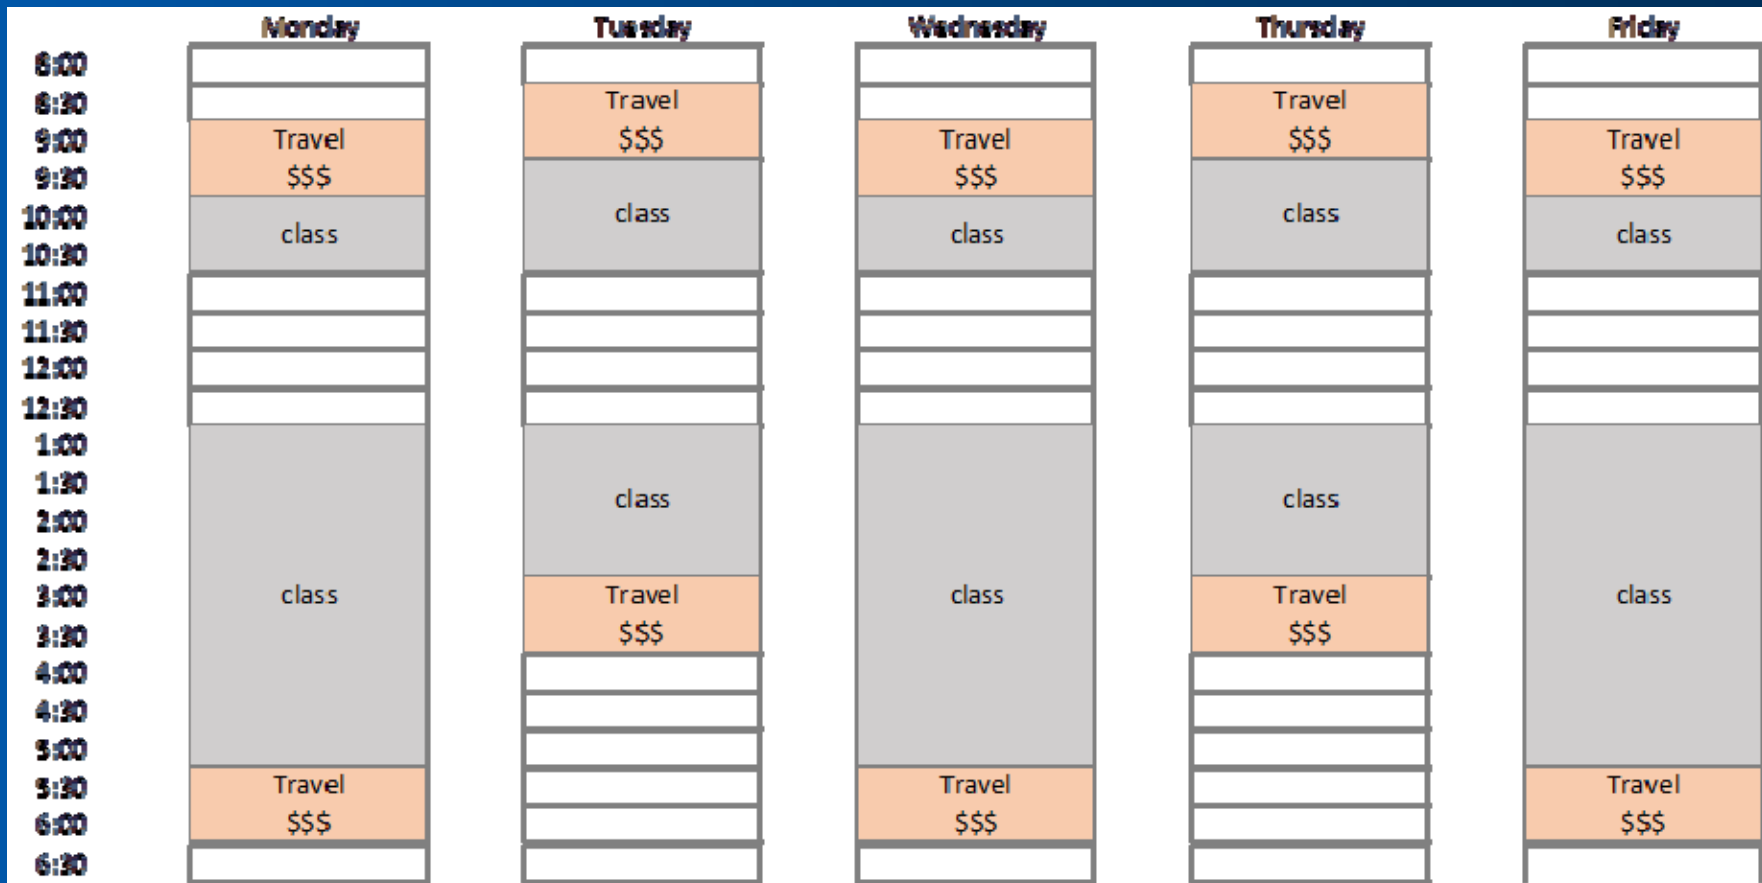 Monday Tuesday Wednesday Thursday Friday
8:00
8:30 Travel Travel
9:00 Travel $$$ Travel $$$ Travel
9:30 $$$ $$$ $$$
10:00 class class
10:30 class class class
11:00
11:30
12:00
12:30
1:00
1:30 class class
2:00
2:30
3:00 class Travel class Travel class
3:30 $$$ $$$
4:00
4:30
5:00
5:30 Travel Travel Travel
6:00 $$$ $$$ $$$
6:30